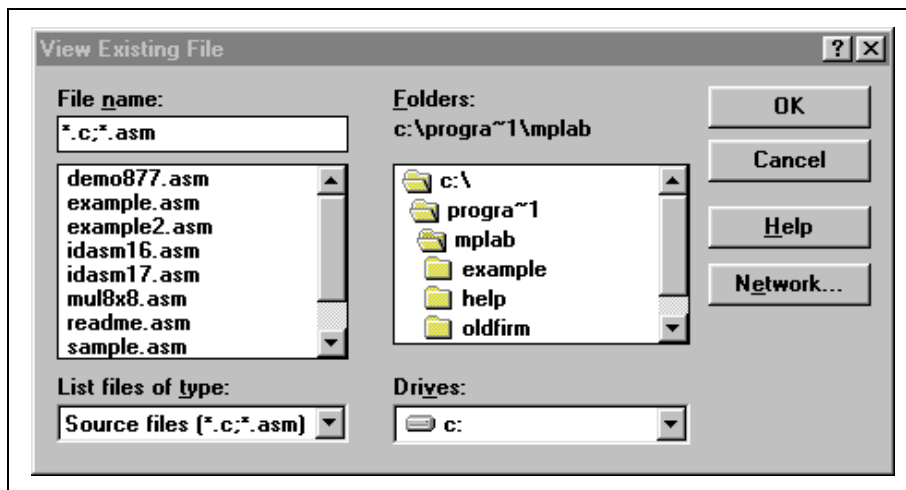 View Existing File
File name:
*.c;*.asm
demo877.asm
example.asm
example2.asm
idasm16.asm
idasm17.asm
mul8x8.asm
readme.asm
sample.asm
List files of type:
Source files (*.c;*.asm)
Folders:
c:\progra~1\mplab
c:\
progra~1
mplab
example
help
oldfirm
Drives:
c:
OK
Cancel
Help
Network...